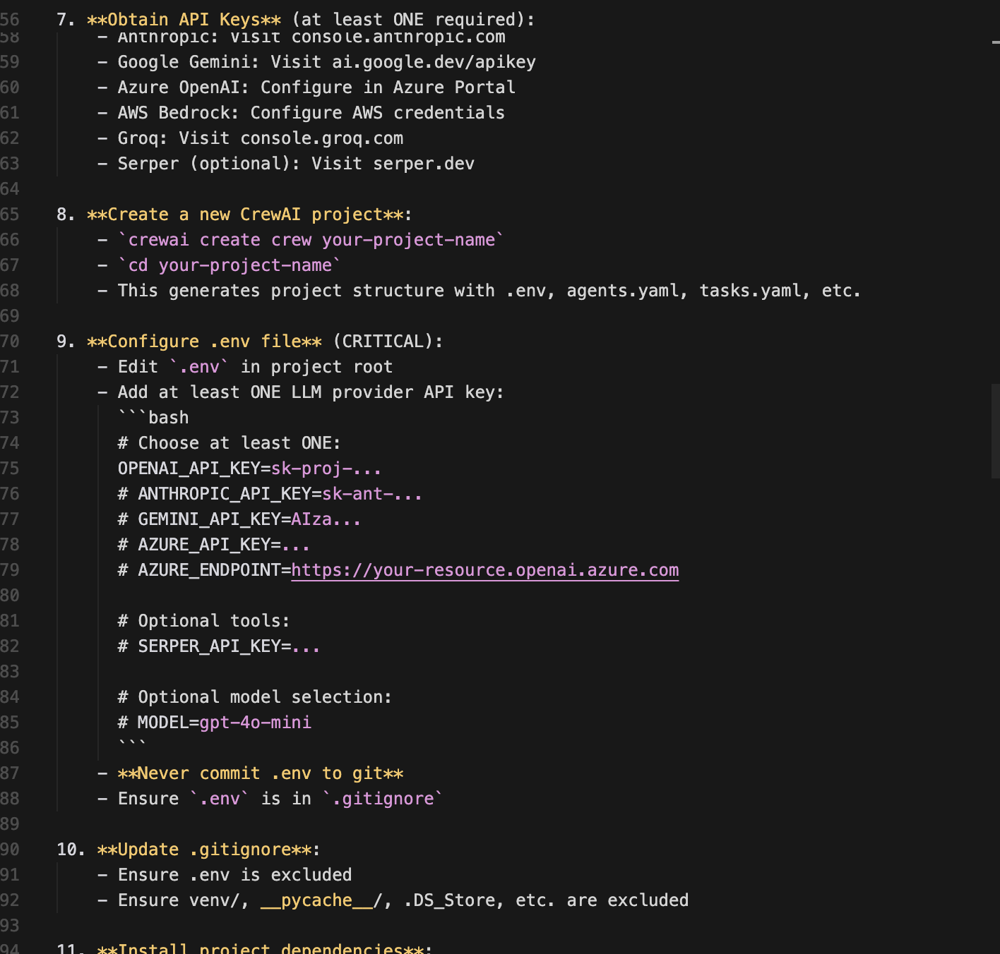 56 7. **Obtain API Keys** (at least ONE required):
58 - Anthropic: Visit console.anthropic.com
59 - Google Gemini: Visit ai.google.dev/apikey
60 - Azure OpenAI: Configure in Azure Portal
61 - AWS Bedrock: Configure AWS credentials
62 - Groq: Visit console.groq.com
63 - Serper (optional): Visit serper.dev
64
65 8. **Create a new CrewAI project**:
66 - `crewai create crew your-project-name`
67 - `cd your-project-name`
68 - This generates project structure with .env, agents.yaml, tasks.yaml, etc.
69
70 9. **Configure .env file** (CRITICAL):
71 - Edit `.env` in project root
72 - Add at least ONE LLM provider API key:
73 ```bash
74 # Choose at least ONE:
75 OPENAI_API_KEY=sk-proj-...
76 # ANTHROPIC_API_KEY=sk-ant-...
77 # GEMINI_API_KEY=AIza...
78 # AZURE_API_KEY=...
79 # AZURE_ENDPOINT=https://your-resource.openai.azure.com
80
81 # Optional tools:
82 # SERPER_API_KEY=...
83
84 # Optional model selection:
85 # MODEL=gpt-4o-mini
86 ```
87 - **Never commit .env to git**
88 - Ensure `.env` is in `.gitignore`
89
90 10. **Update .gitignore**:
91 - Ensure .env is excluded
92 - Ensure venv/, __pycache__/, .DS_Store, etc. are excluded
93
94 11. **Install project dependencies**: